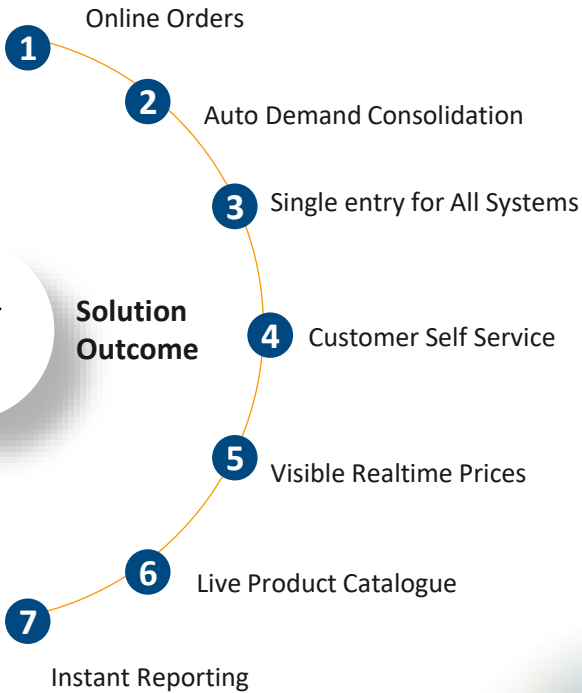 Online Orders
1
2
Auto Demand Consolidation
3
Single entry for All Systems
Solution
Outcome
4
Customer Self Service
5
Visible Realtime Prices
6
Live Product Catalogue
7
Instant Reporting